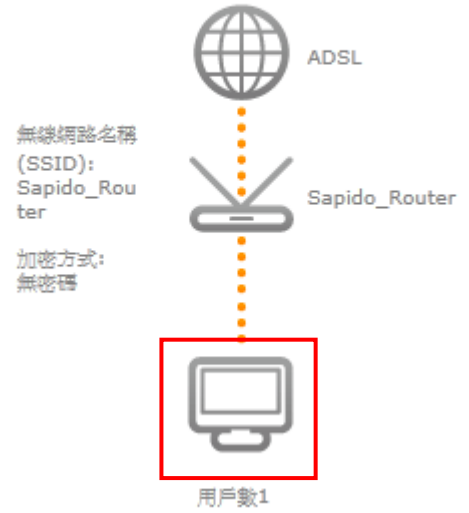 ADSL
無線網路名稱
(SSID):
Sapido_Rou
ter
Sapido_Router
加密方式:
無密碼
用戶數1